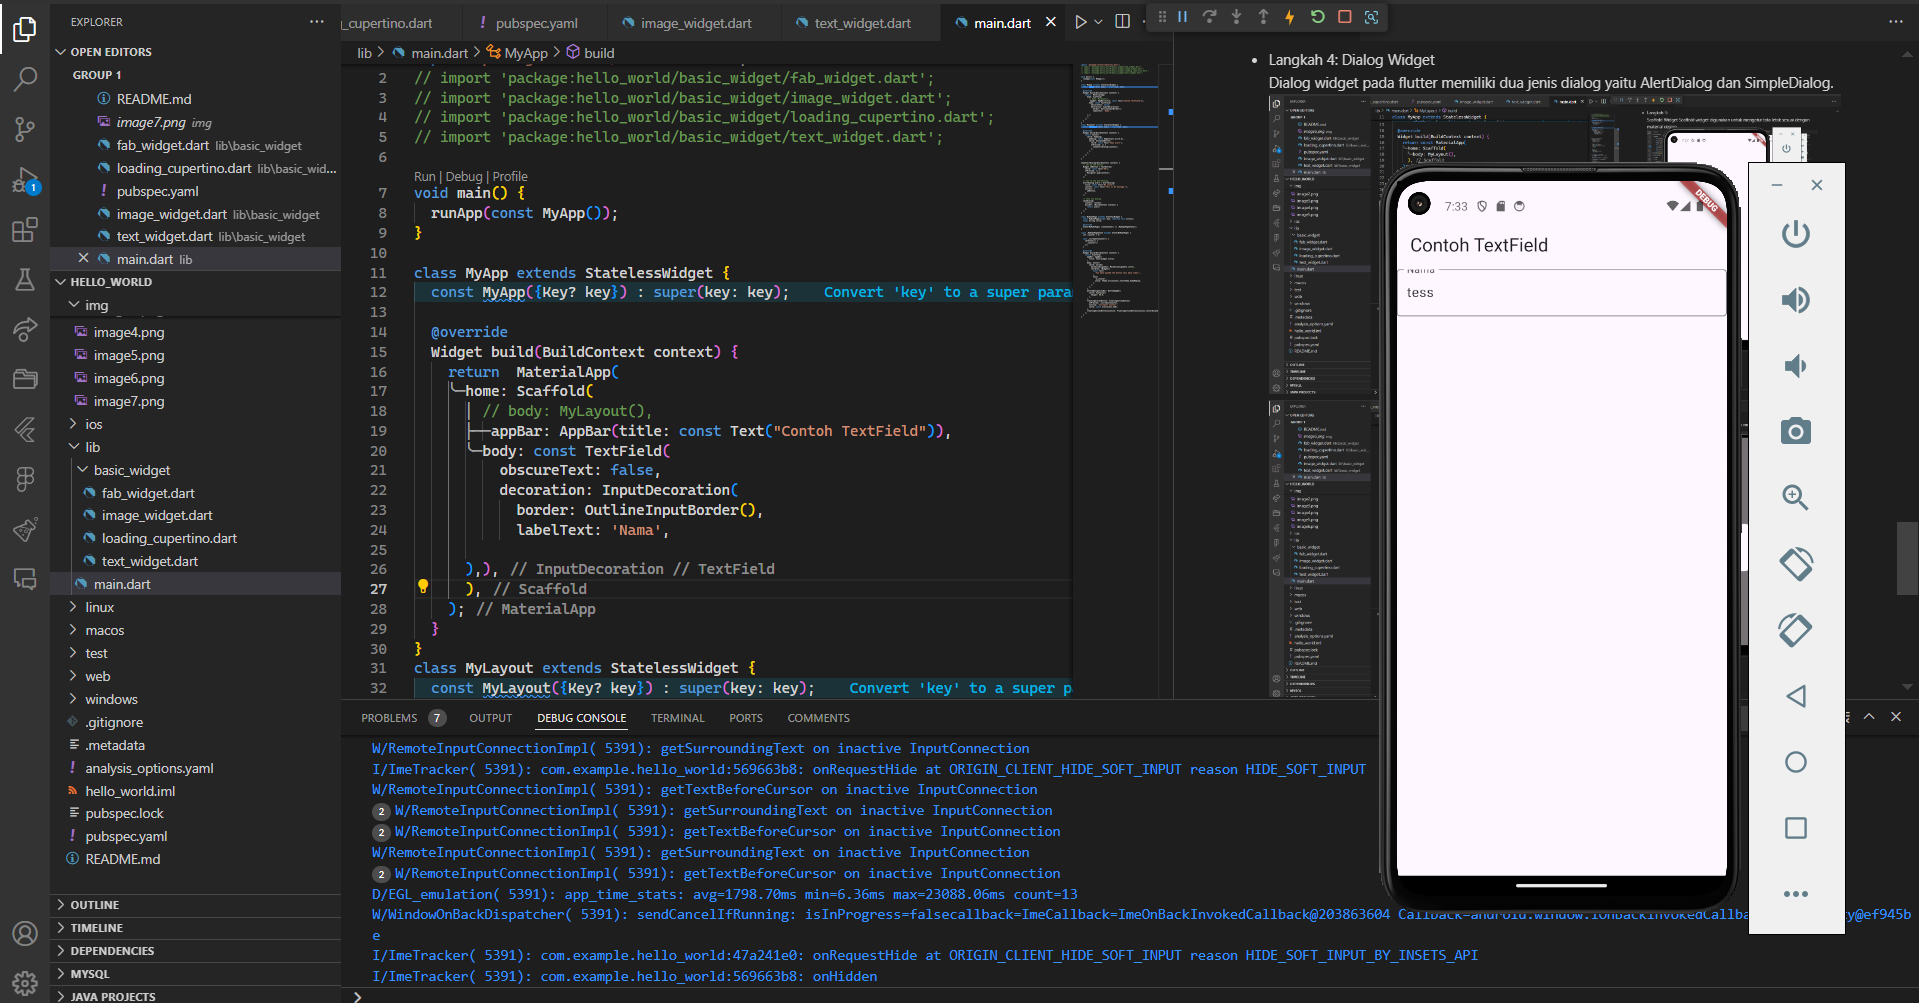 EXPLORER
OPEN EDITORS
GROUP 1
README.md
image7.png img
fab_widget.dart lib\basic_widget
loading_cupertino.dart lib\basic_wid...
pubspec.yaml
image_widget.dart lib\basic_widget
text_widget.dart lib\basic_widget
main.dart lib
HELLO_WORLD
img
image4.png
image5.png
image6.png
image7.png
ios
lib
basic_widget
fab_widget.dart
image_widget.dart
loading_cupertino.dart
text_widget.dart
main.dart
linux
macos
test
web
windows
.gitignore
.metadata
analysis_options.yaml
hello_world.iml
pubspec.lock
pubspec.yaml
README.md
OUTLINE
TIMELINE
DEPENDENCIES
MYSQL
JAVA PROJECTS
1
g_cupertino.dart
pubspec.yaml
image_widget.dart
text_widget.dart
main.dart
lib > main.dart > MyApp > build
2 // import 'package:hello_world/basic_widget/fab_widget.dart';
3 // import 'package:hello_world/basic_widget/image_widget.dart';
4 // import 'package:hello_world/basic_widget/loading_cupertino.dart';
5 // import 'package:hello_world/basic_widget/text_widget.dart';
6
Run | Debug | Profile
7 void main() {
8 runApp(const MyApp());
9 }
10
11 class MyApp extends StatelessWidget {
12 const MyApp({Key? key}) : super(key: key); Convert 'key' to a super para
13
14 @override
15 Widget build(BuildContext context) {
16 return MaterialApp(
17 home: Scaffold(
18 // body: MyLayout(),
19 appBar: AppBar(title: const Text("Contoh TextField")),
20 body: const TextField(
21 obscureText: false,
22 decoration: InputDecoration(
23 border: OutlineInputBorder(),
24 labelText: 'Nama',
25
26 ),), // InputDecoration // TextField
27 ), // Scaffold
28 ); // MaterialApp
29 }
30 }
31 class MyLayout extends StatelessWidget {
32 const MyLayout({Key? key}) : super(key: key); Convert 'key' to a super p
Langkah 4: Dialog Widget
Dialog widget pada flutter memiliki dua jenis dialog yaitu AlertDialog dan SimpleDialog.
7:33
DEBUG
Contoh TextField
Nama
tess
PROBLEMS 7 OUTPUT DEBUG CONSOLE TERMINAL PORTS COMMENTS
W/RemoteInputConnectionImpl( 5391): getSurroundingText on inactive InputConnection
I/ImeTracker( 5391): com.example.hello_world:569663b8: onRequestHide at ORIGIN_CLIENT_HIDE_SOFT_INPUT reason HIDE_SOFT_INPUT
W/RemoteInputConnectionImpl( 5391): getTextBeforeCursor on inactive InputConnection
2 W/RemoteInputConnectionImpl( 5391): getSurroundingText on inactive InputConnection
2 W/RemoteInputConnectionImpl( 5391): getTextBeforeCursor on inactive InputConnection
W/RemoteInputConnectionImpl( 5391): getSurroundingText on inactive InputConnection
2 W/RemoteInputConnectionImpl( 5391): getTextBeforeCursor on inactive InputConnection
D/EGL_emulation( 5391): app_time_stats: avg=1798.70ms min=6.36ms max=23088.06ms count=13
W/WindowOnBackDispatcher( 5391): sendCancelIfRunning: isInProgress=falsecallback=ImeCallback=ImeOnBackInvokedCallback@203863604 Callback=android.window.IOnBackInvokedCallba y@ef945b
e
I/ImeTracker( 5391): com.example.hello_world:47a241e0: onRequestHide at ORIGIN_CLIENT_HIDE_SOFT_INPUT reason HIDE_SOFT_INPUT_BY_INSETS_API
I/ImeTracker( 5391): com.example.hello_world:569663b8: onHidden